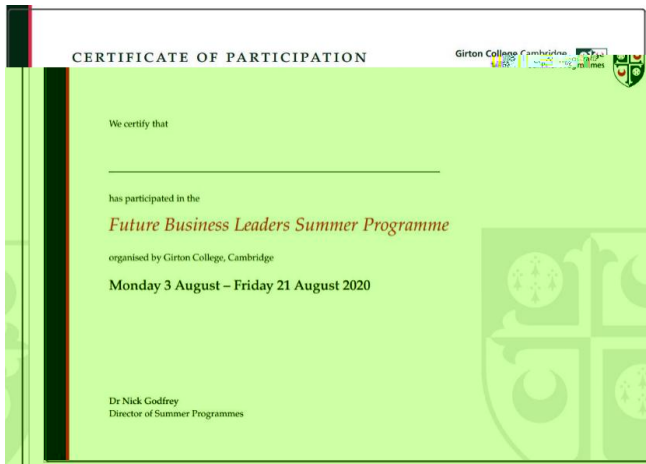 CERTIFICATE OF PARTICIPATION
Girton College Cambridge
We certify that
has participated in the
Future Business Leaders Summer Programme
organised by Girton College, Cambridge
Monday 3 August – Friday 21 August 2020
Dr Nick Godfrey
Director of Summer Programmes